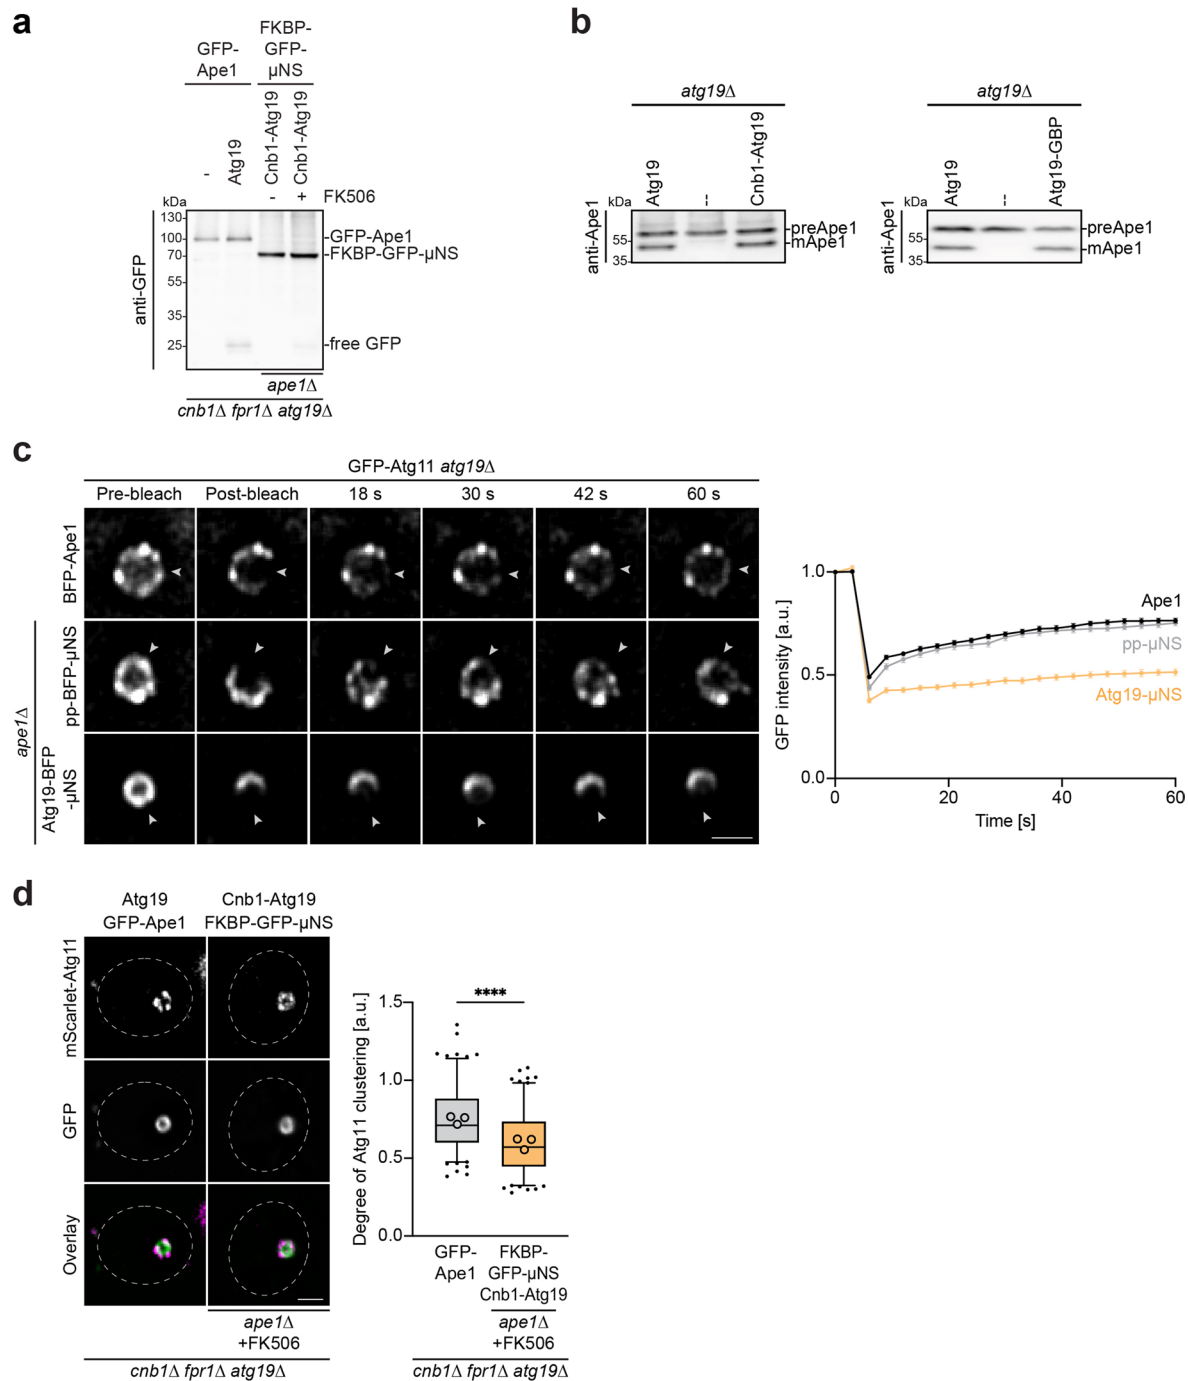 a
GFP-
Ape1
FKBP-
GFP-
µNS
-
Atg19
Cnb1-Atg19
Cnb1-Atg19
- + FK506
kDa
130
100
70
55
35
25
anti-GFP
GFP-Ape1
FKBP-GFP-µNS
free GFP
ape1Δ
cnb1Δ fpr1Δ atg19Δ
b
atg19Δ
Atg19
--
Cnb1-Atg19
kDa
55
35
anti-Ape1
preApe1
mApe1
atg19Δ
Atg19
--
Atg19-GBP
kDa
55
35
anti-Ape1
preApe1
mApe1
c
GFP-Atg11 atg19Δ
Pre-bleach Post-bleach 18 s 30 s 42 s 60 s
BFP-Ape1
pp-BFP-µNS
Atg19-BFP
-µNS
ape1Δ
GFP intensity [a.u.]
1.0
0.5
0.0
0 20 40 60
Time [s]
Ape1
pp-µNS
Atg19-µNS
d
Atg19
GFP-Ape1
Cnb1-Atg19
FKBP-GFP-µNS
mScarlet-Atg11
GFP
Overlay
ape1Δ
+FK506
cnb1Δ fpr1Δ atg19Δ
Degree of Atg11 clustering [a.u.]
1.5
1.0
0.5
0.0
****
GFP-
Ape1
FKBP-
GFP-µNS
Cnb1-Atg19
ape1Δ
+FK506
cnb1Δ fpr1Δ atg19Δ